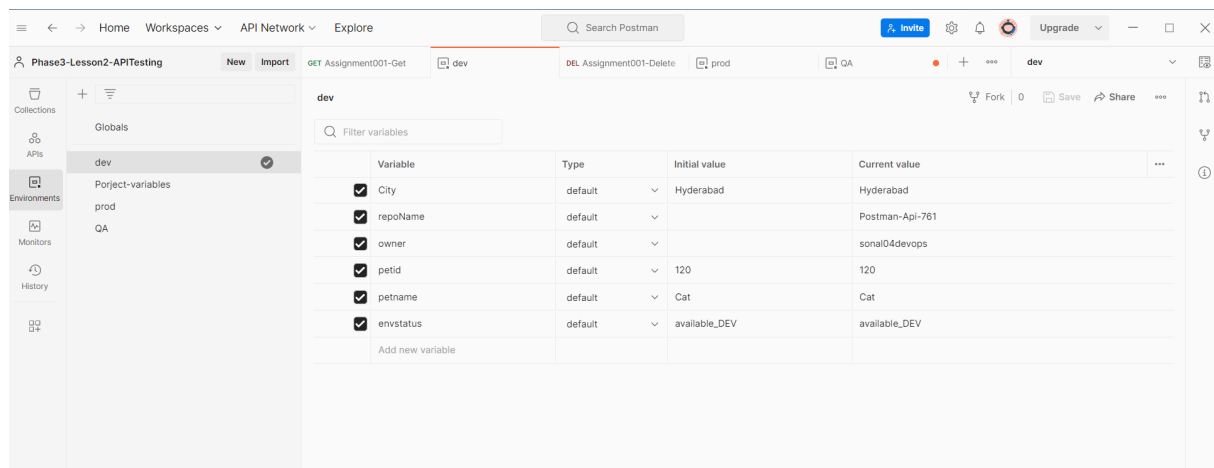 Home Workspaces API Network Explore Search Postman Invite Upgrade
Phase3-Lesson2-APITesting New Import GET Assignment001-Get dev DEL Assignment001-Delete prod QA dev
Collections
APIs
Environments
Monitors
History
Globals
dev
Porject-variables
prod
QA
dev Fork 0 Save Share
Filter variables
Variable Type Initial value Current value
City default Hyderabad Hyderabad
repoName default Postman-Api-761
owner default sonal04devops
petid default 120 120
petname default Cat Cat
envstatus default available_DEV available_DEV
Add new variable